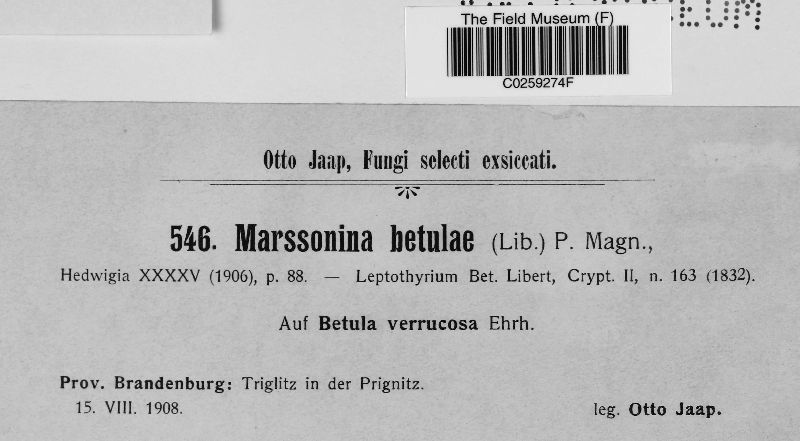 The Field Museum (F)
C0259274F
Otto Jaap, Fungi selecti exsiccati.
546. Marssonina betulae (Lib.) P. Magn.,
Hedwigia XXXXV (1906), p. 88. — Leptothyrium Bet. Libert, Crypt. II, n. 163 (1832).
Auf Betula verrucosa Ehrh.
Prov. Brandenburg: Triglitz in der Prignitz.
15. VIII. 1908.
leg. Otto Jaap.